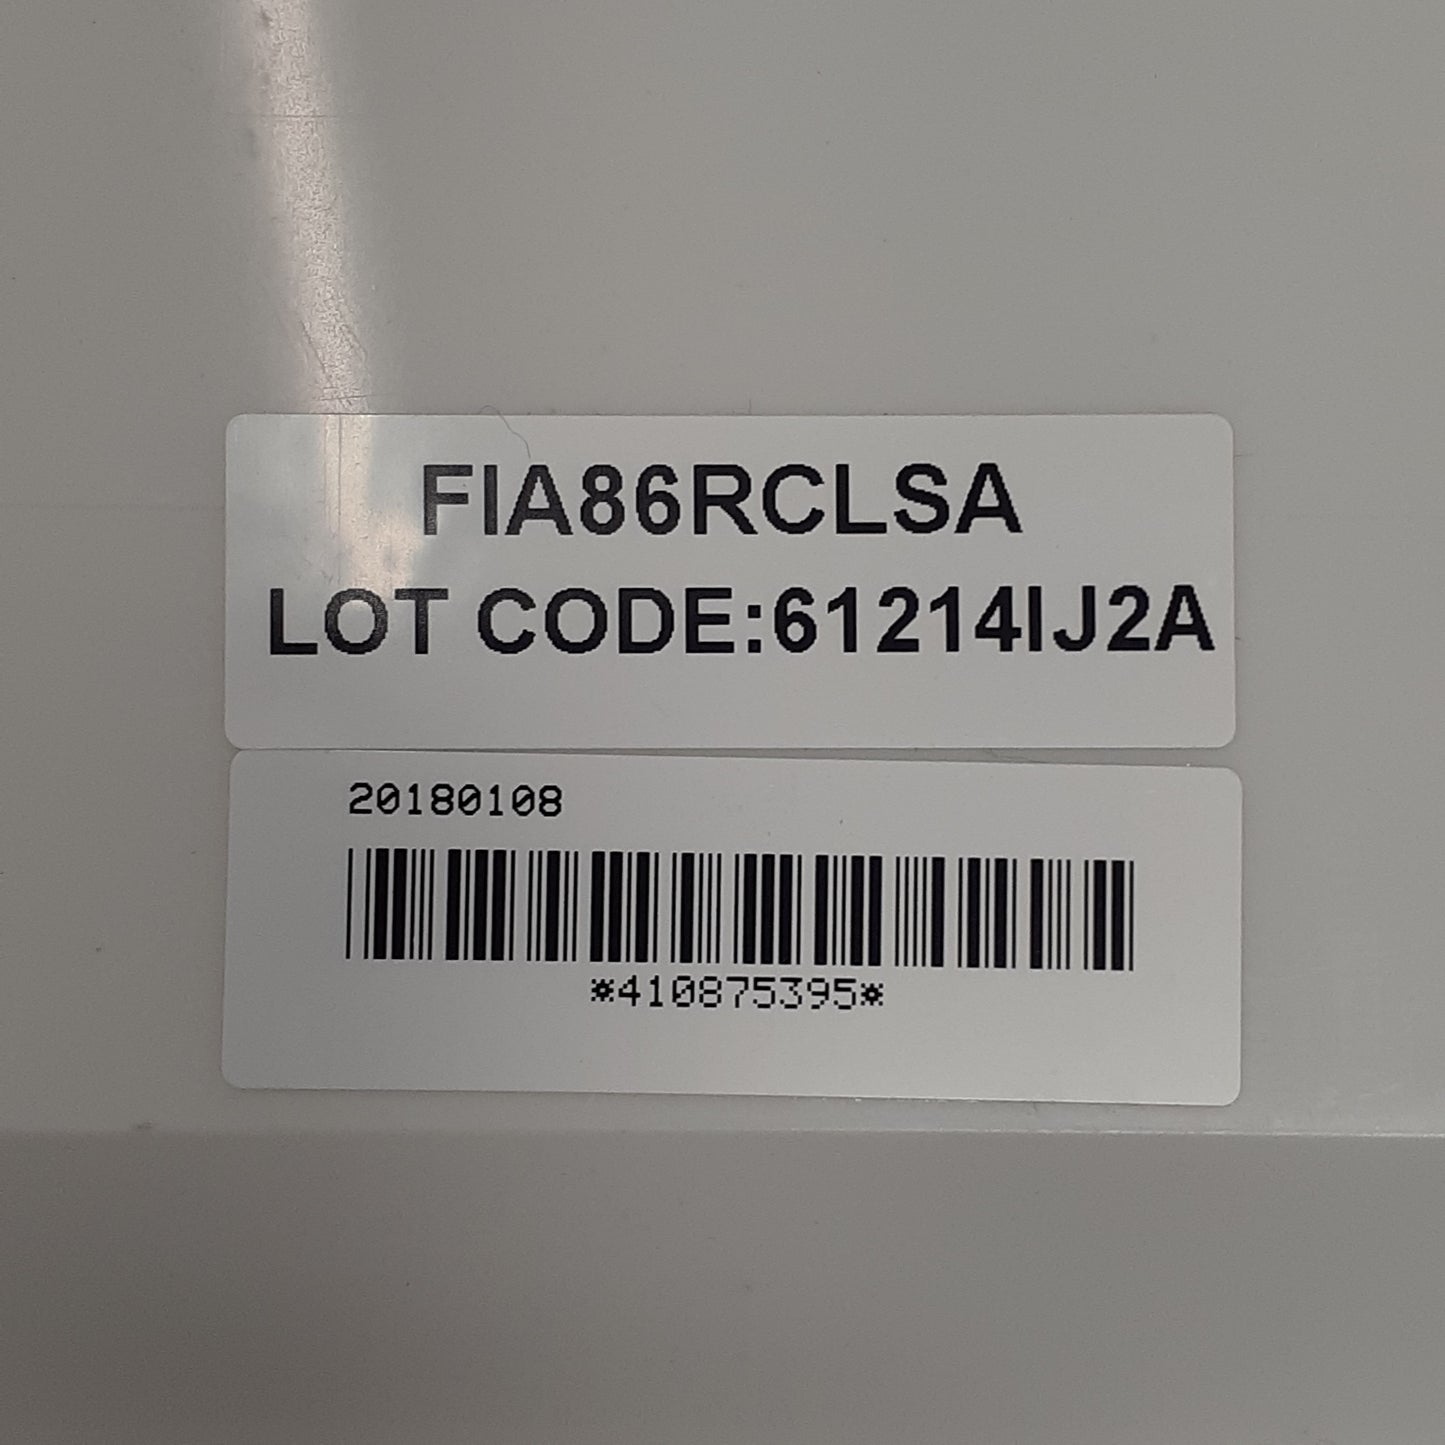 FIA86RCLSA
LOT CODE:61214IJ2A
20180108
*410875395*